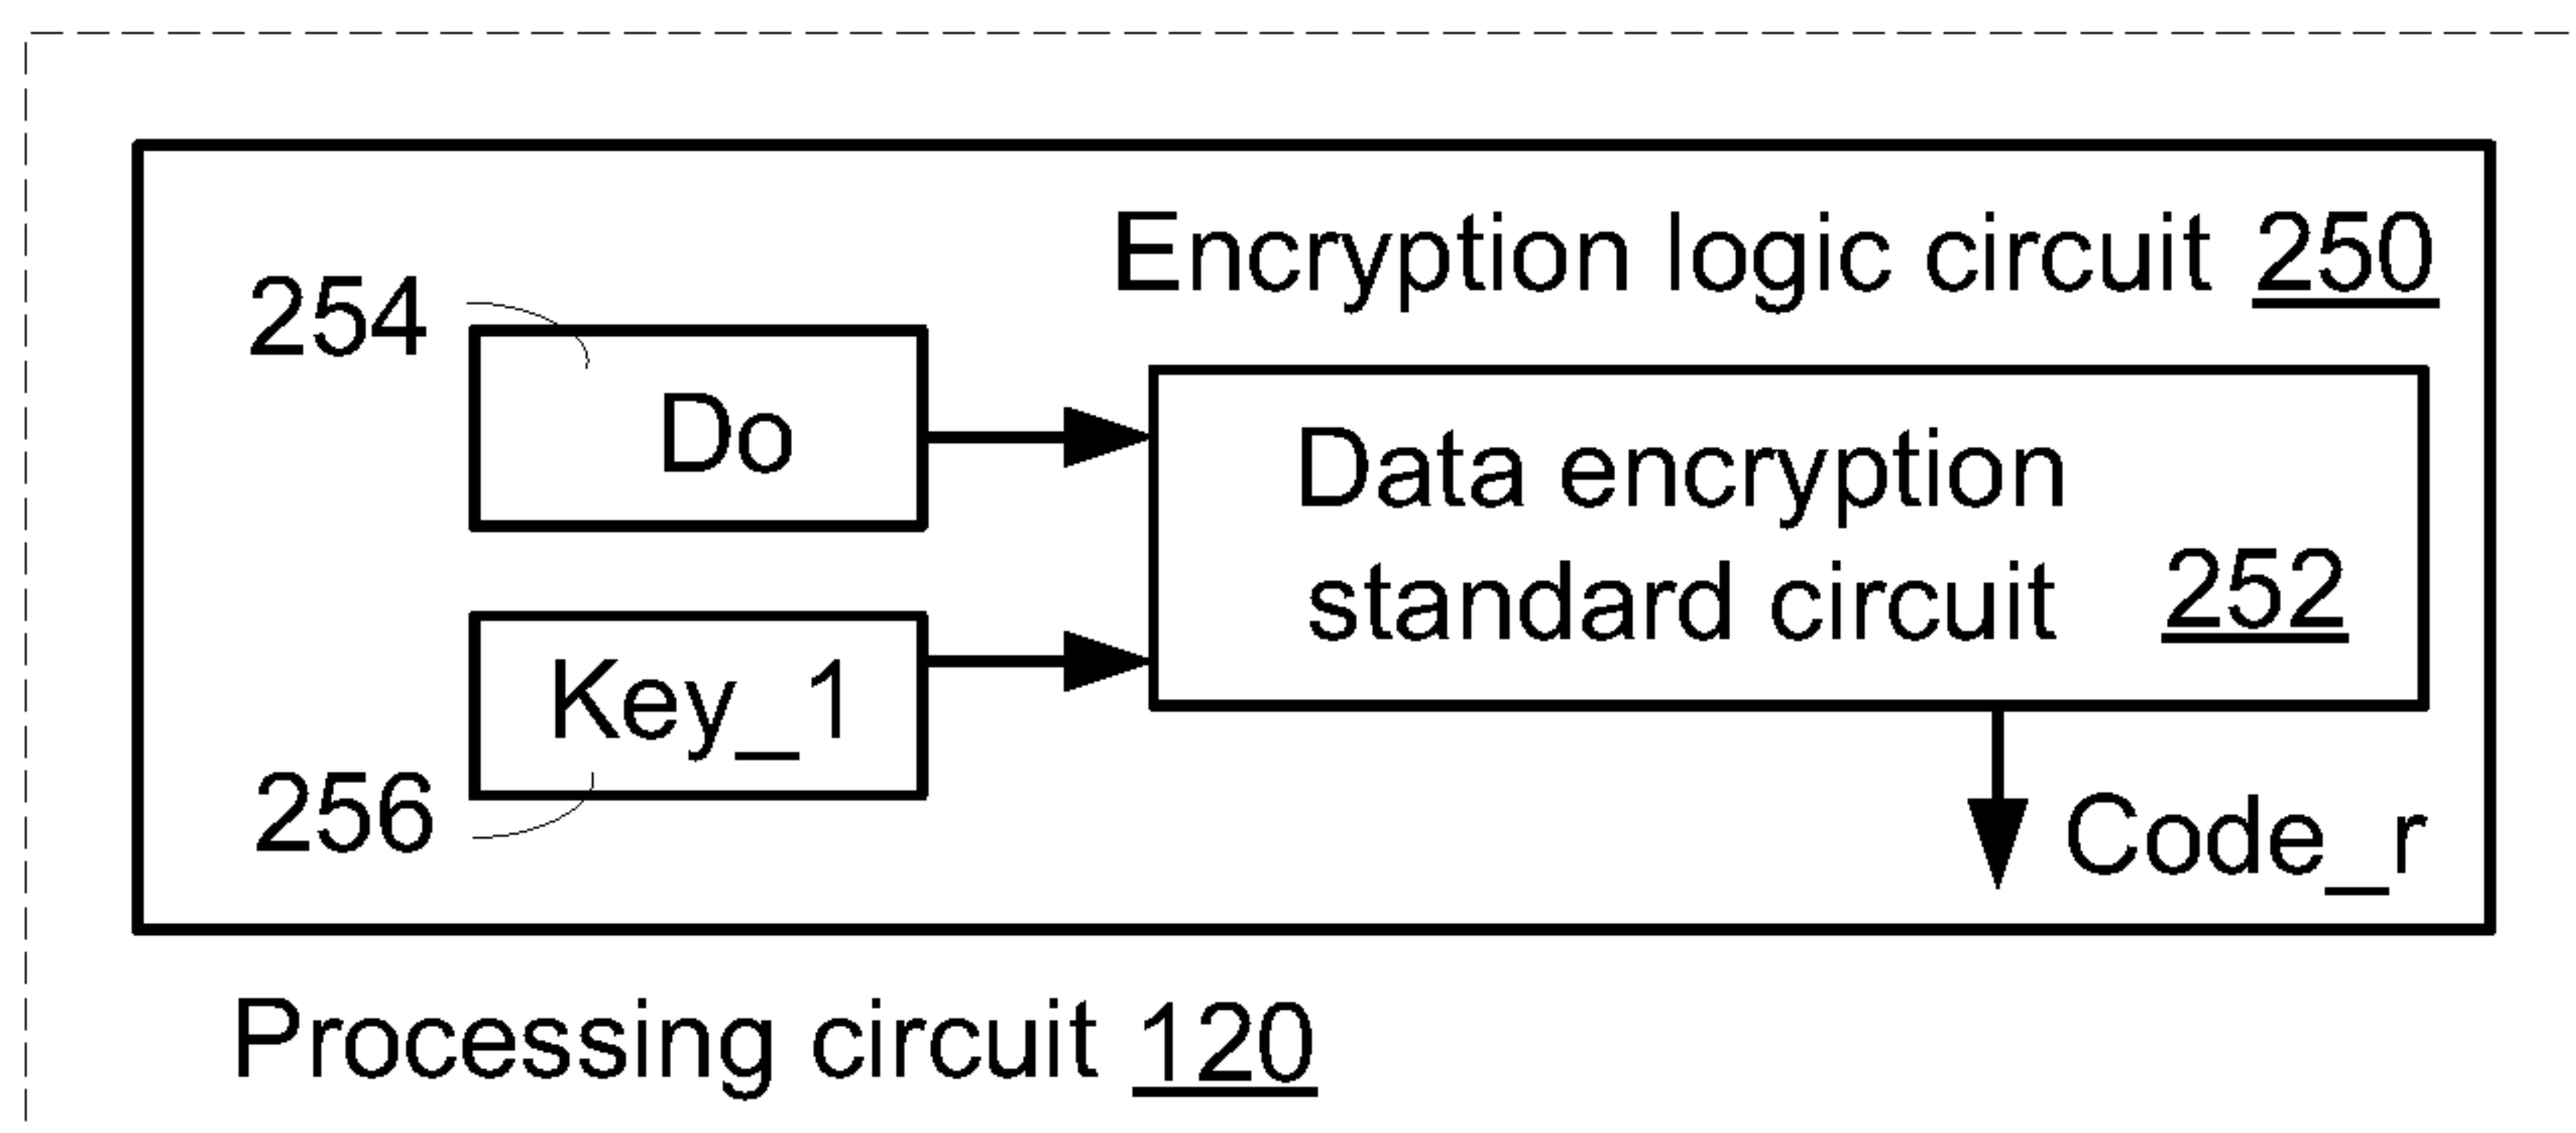 Encryption logic circuit 250
254
Do
Data encryption
standard circuit 252
Key_1
256
Code_r
Processing circuit 120